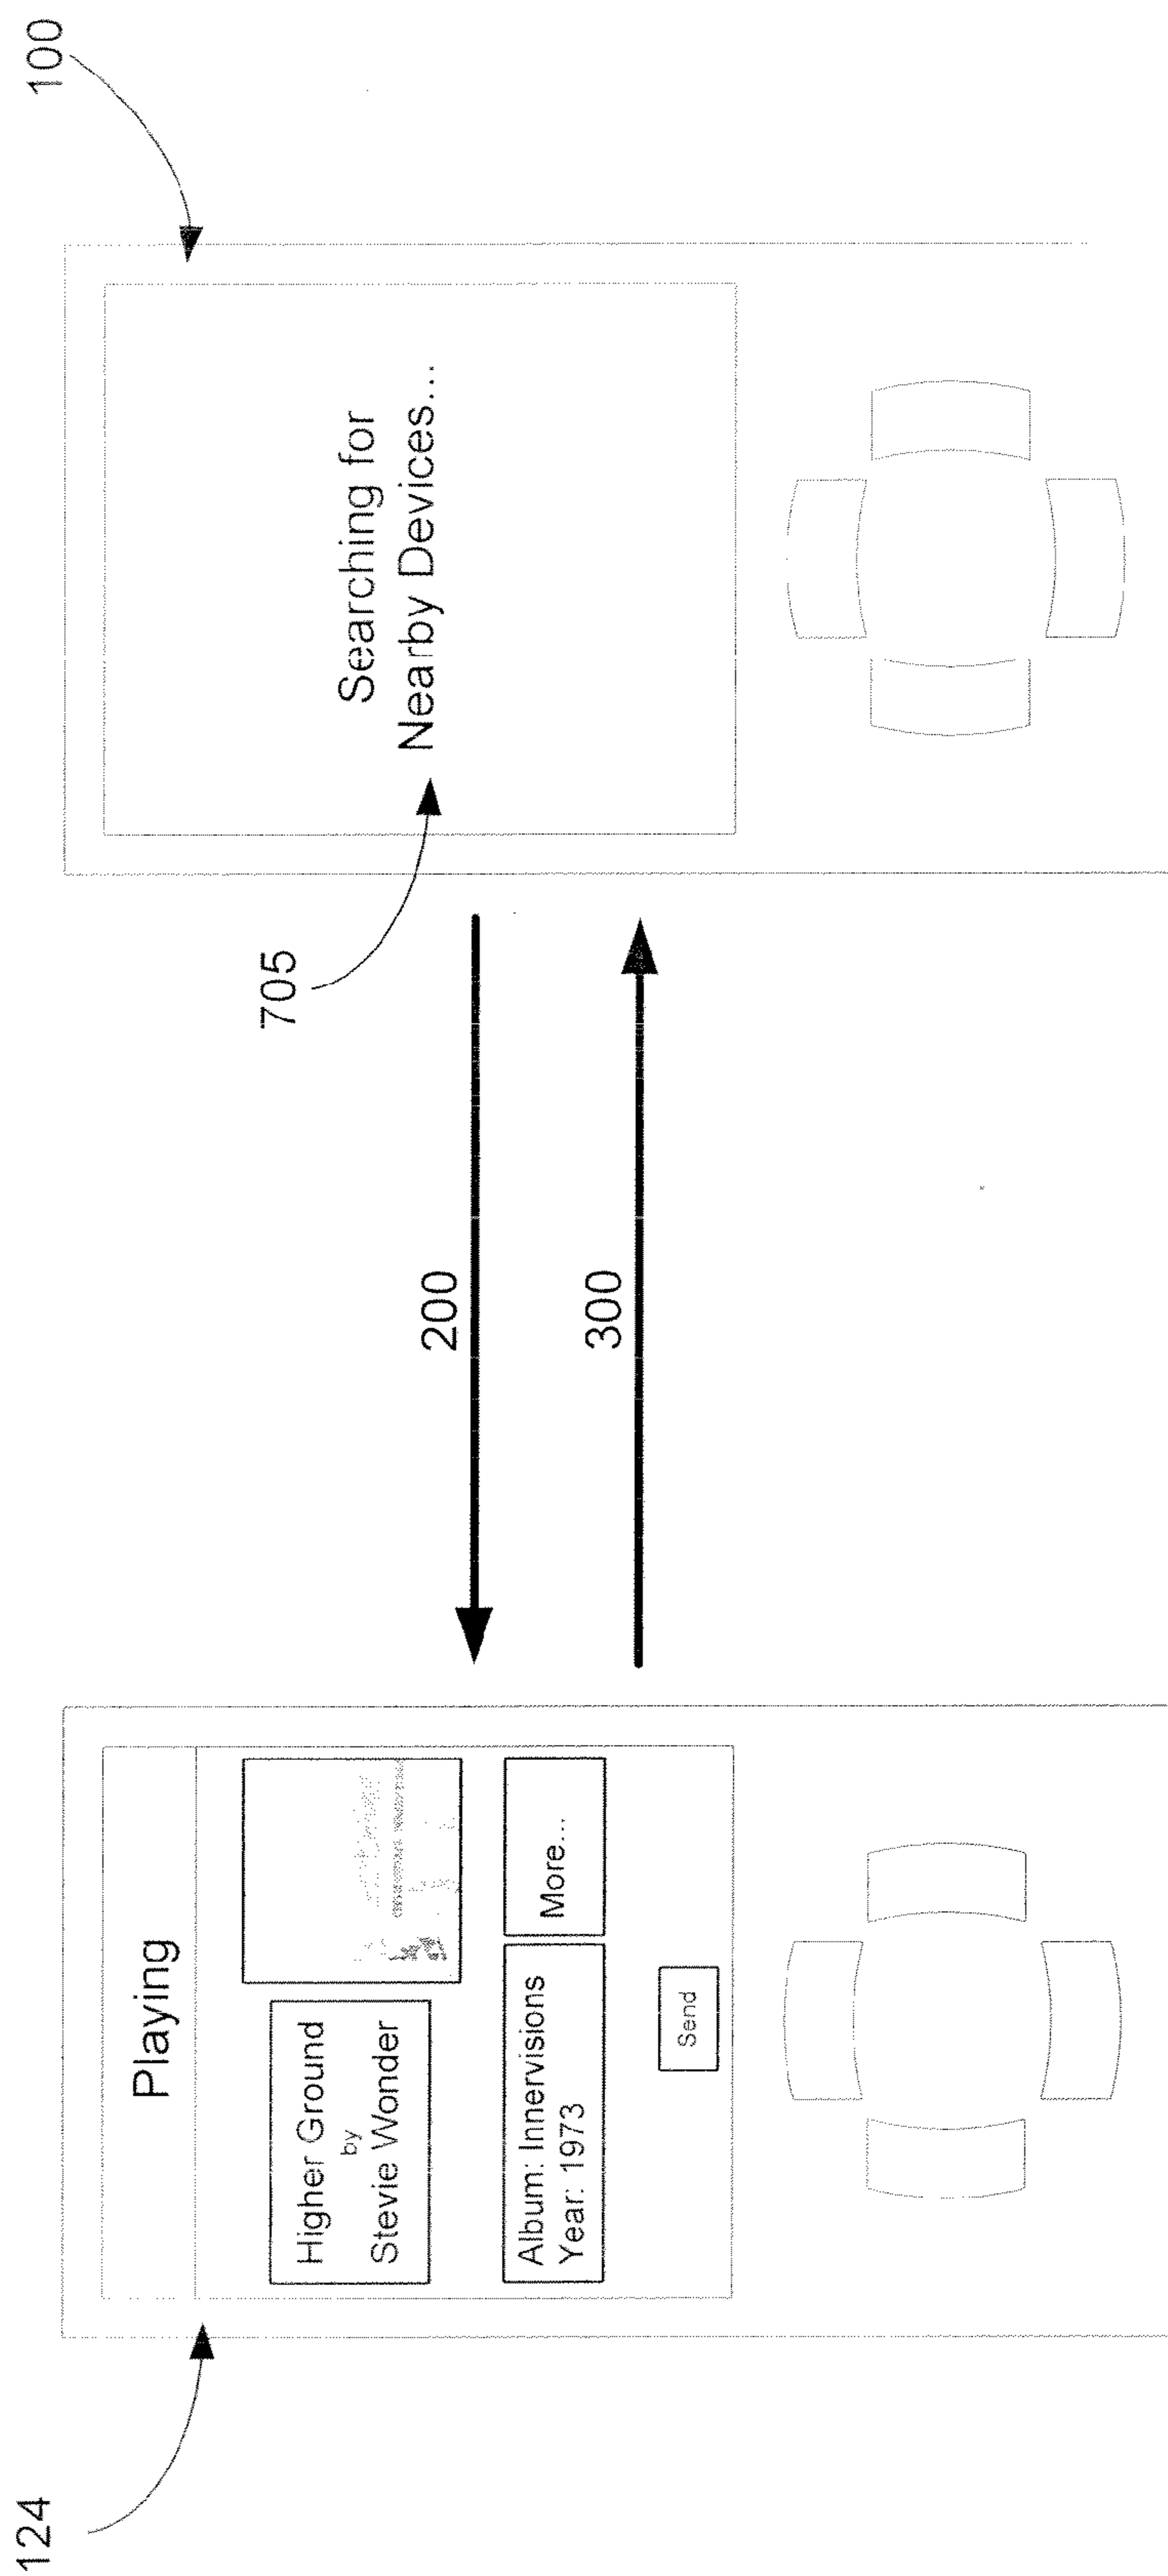 124
Playing
Higher Ground
by
Stevie Wonder
Album: Innervisions
Year: 1973
More...
Send
200
300
705
Searching for
Nearby Devices...
100